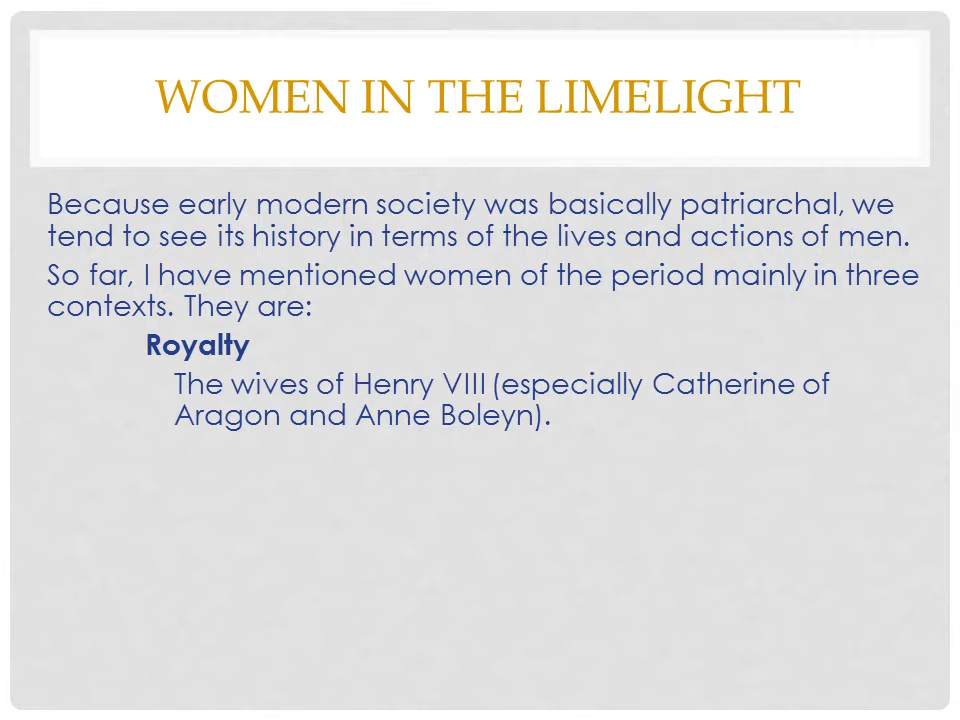 WOMEN IN THE LIMELIGHT
Because early modern society was basically patriarchal, we
tend to see its history in terms of the lives and actions of men.
So far, I have mentioned women of the period mainly in three
contexts. They are:
Royalty
The wives of Henry VIII (especially Catherine of
Aragon and Anne Boleyn).